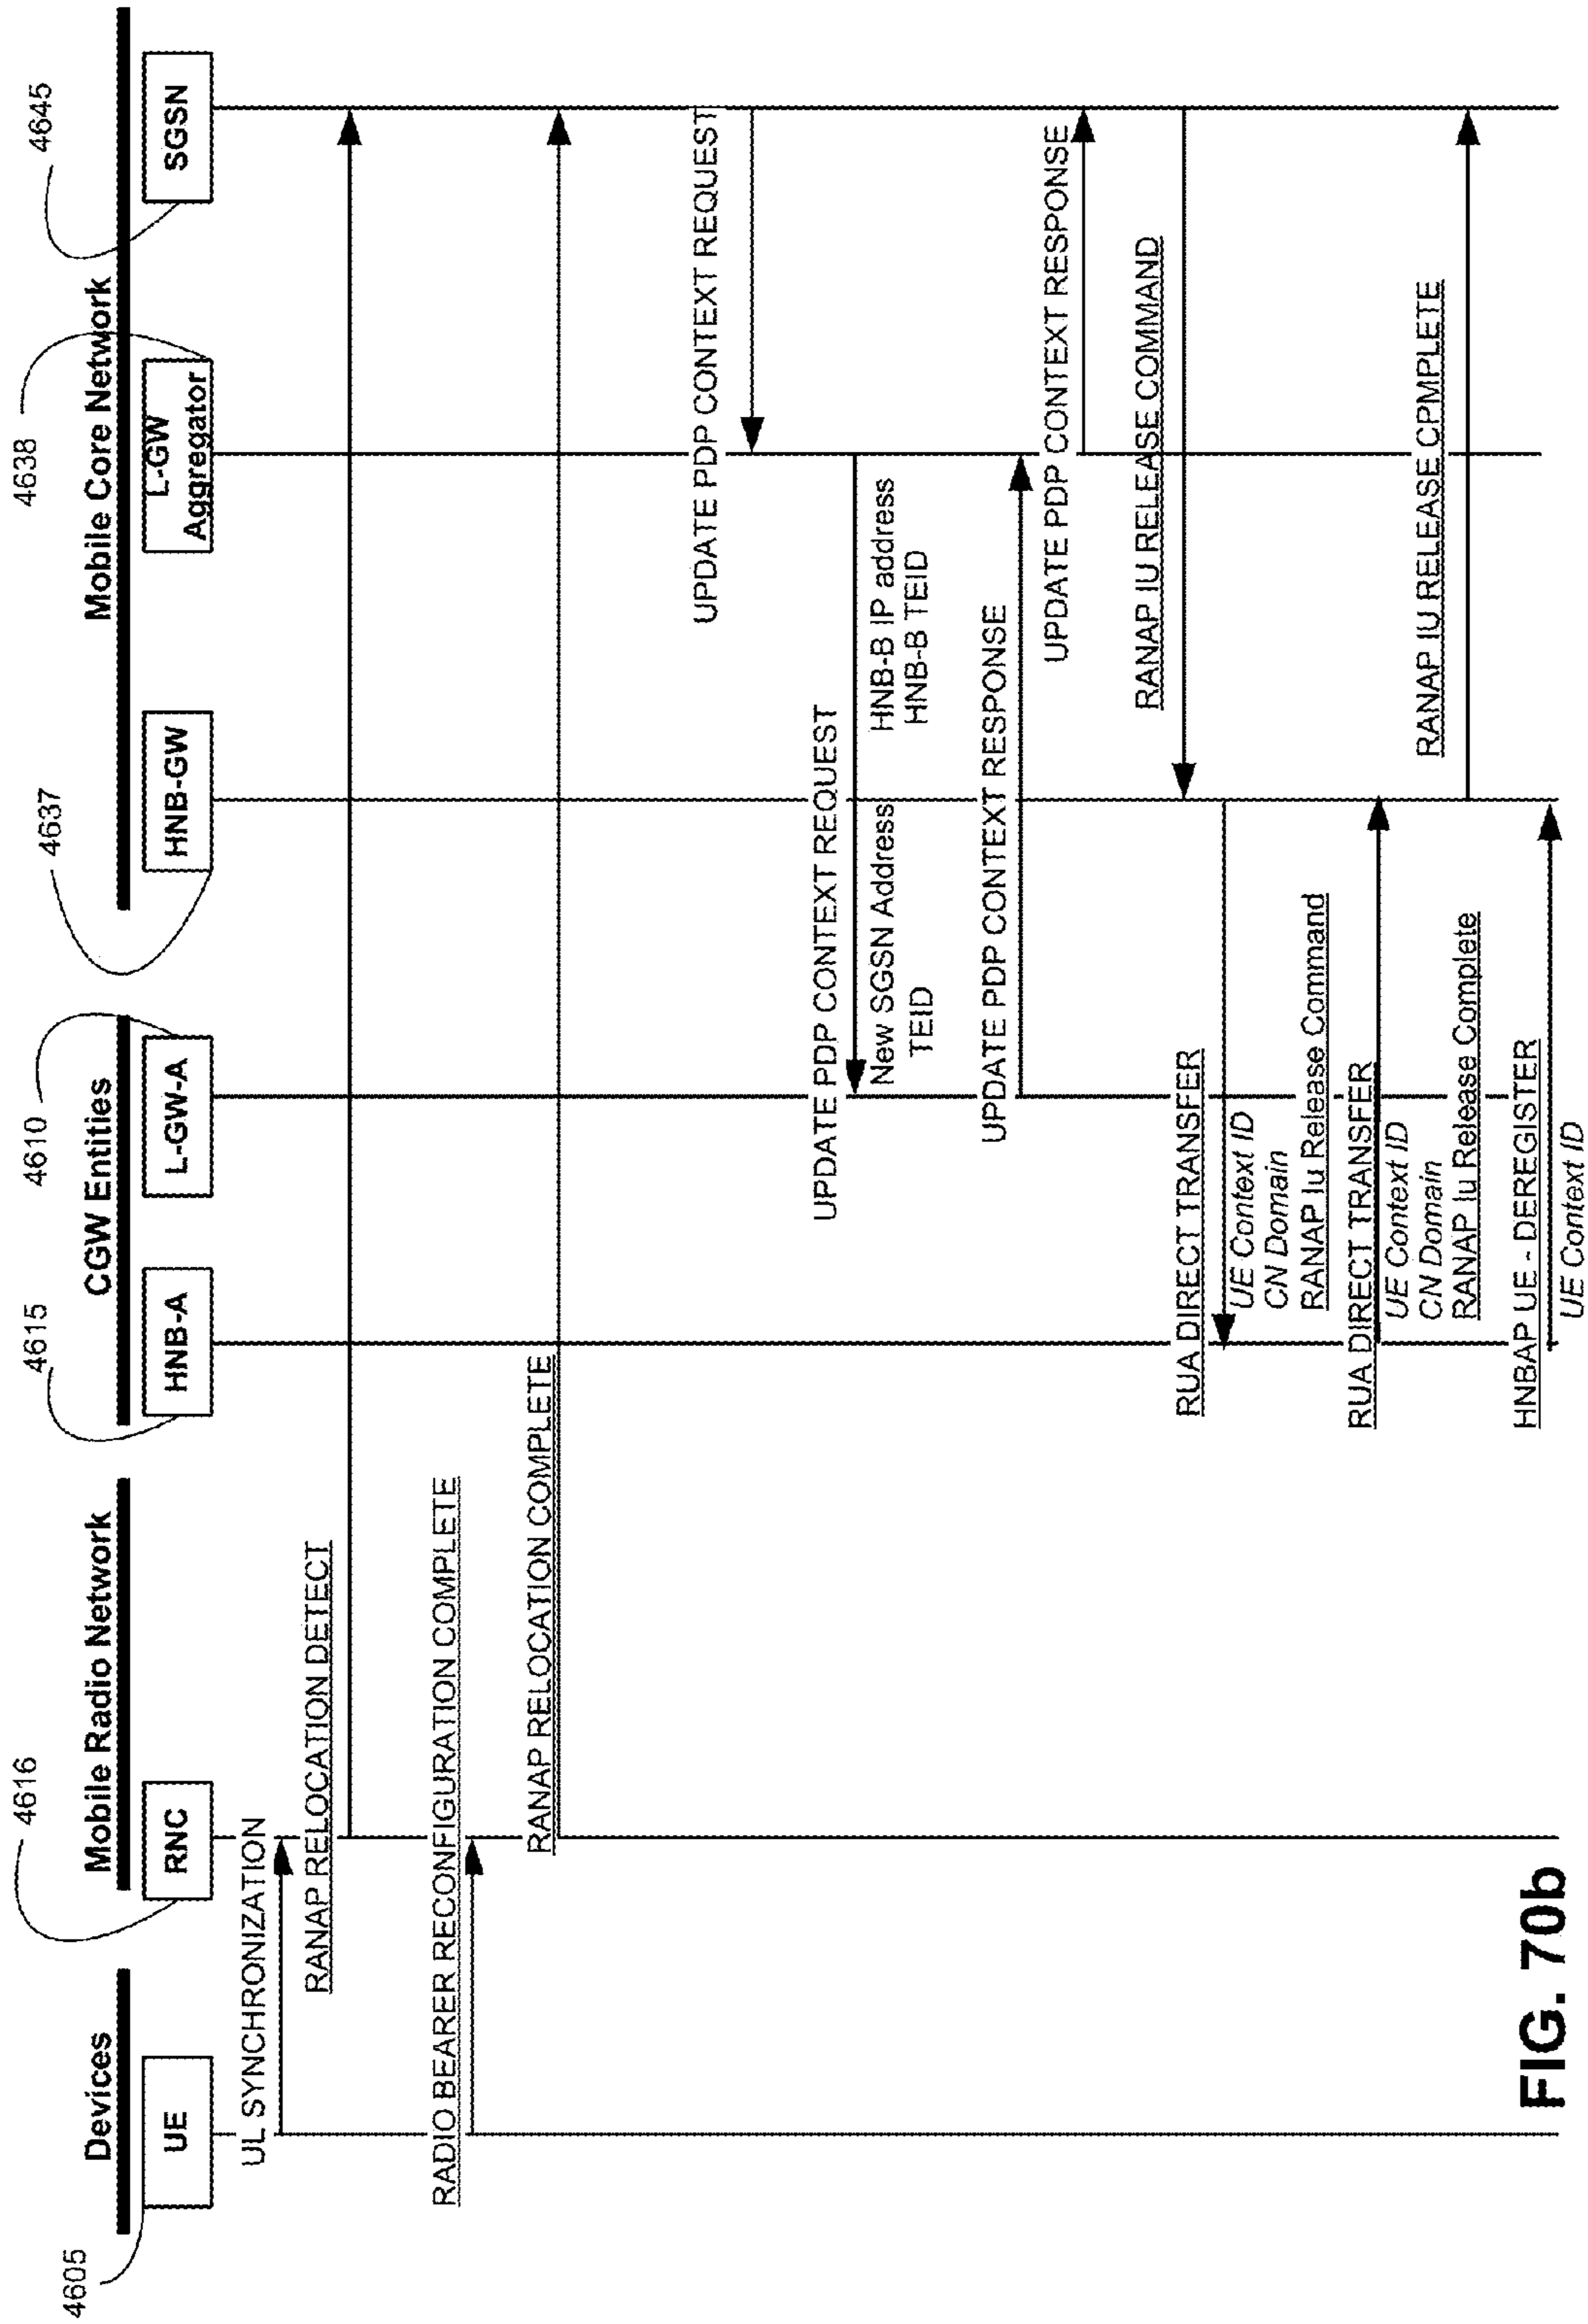 4605
4616
4615
4610
4637
4638
4645
Devices
Mobile Radio Network
CGW Entities
Mobile Core Network
UE
RNC
HNB-A
L-GW-A
HNB-GW
L-GW
Aggregator
SGSN
UL SYNCHRONIZATION
RANAP RELOCATION DETECT
RADIO BEARER RECONFIGURATION COMPLETE
RANAP RELOCATION COMPLETE
UPDATE PDP CONTEXT REQUEST
UPDATE PDP CONTEXT REQUEST
New SGSN Address
TEID
HNB-B IP address
HNB-B TEID
UPDATE PDP CONTEXT RESPONSE
UPDATE PDP CONTEXT RESPONSE
RANAP IU RELEASE COMMAND
RUA DIRECT TRANSFER
UE Context ID
CN Domain
RANAP Iu Release Command
RUA DIRECT TRANSFER
UE Context ID
CN Domain
RANAP Iu Release Complete
RANAP IU RELEASE CPMPLETE
HNBAP UE - DEREGISTER
UE Context ID
FIG. 70b